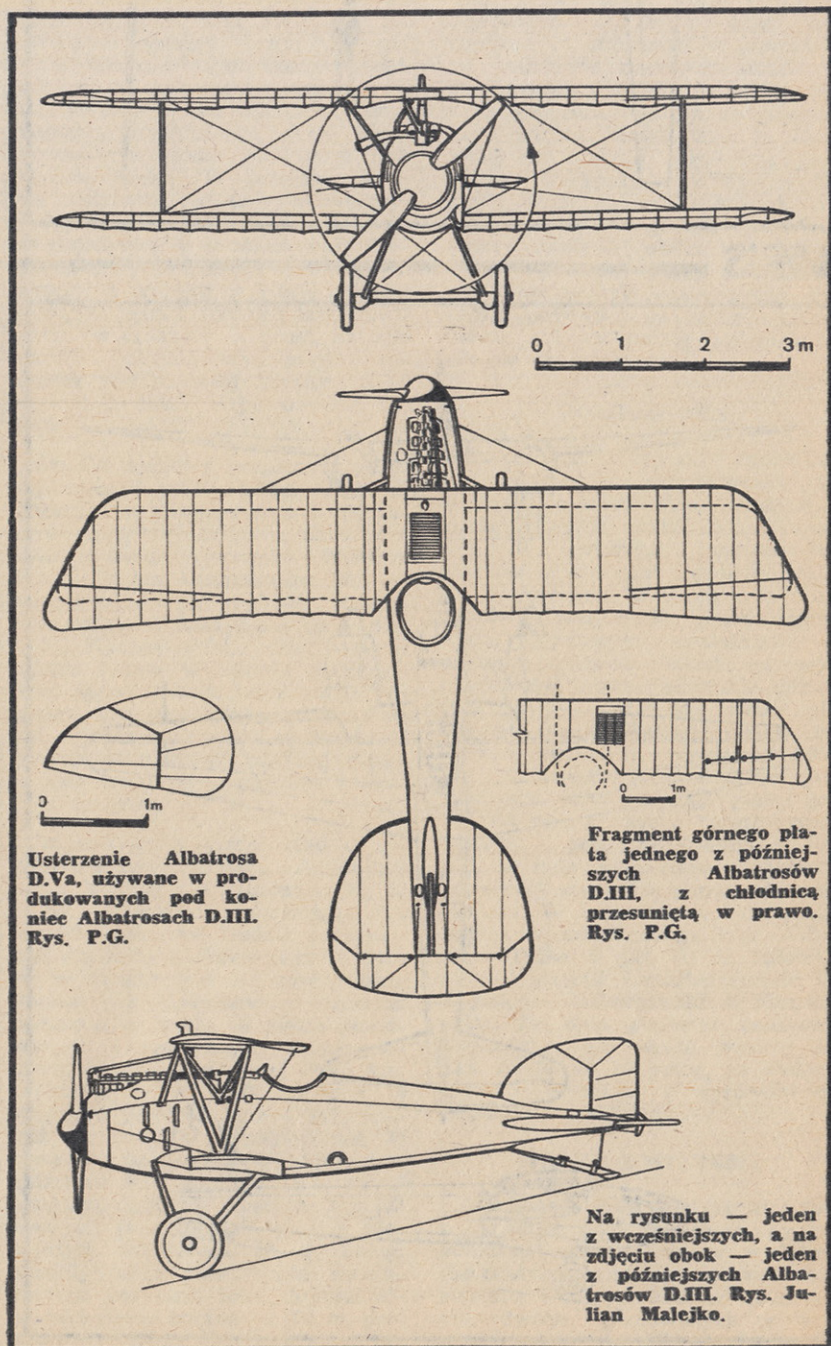 0 1 2 3 m
0 1m
Usterzenie Albatrosa
D.Va, używane w pro-
dukowanych pod ko-
niec Albatrosach D.III.
Rys. P.G.
0 1m
Fragment górnego pła-
ta jednego z później-
szych Albatrosów
D.III, z chłodnicą
przesuniętą w prawo.
Rys. P.G.
Na rysunku — jeden
z wcześniejszych, a na
zdjęciu obok — jeden
z późniejszych Alba-
trosów D.III. Rys. Ju-
lian Malejko.